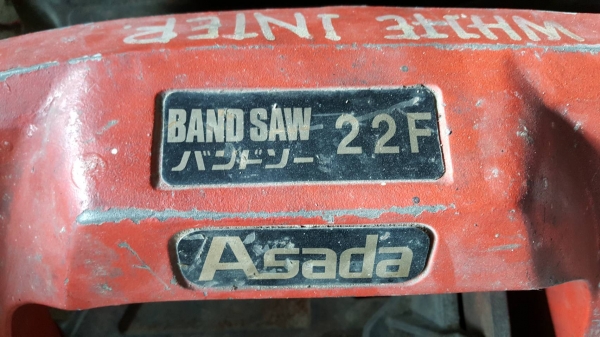 WHITE INTER
BAND SAW 22F
バンドソー
Asada